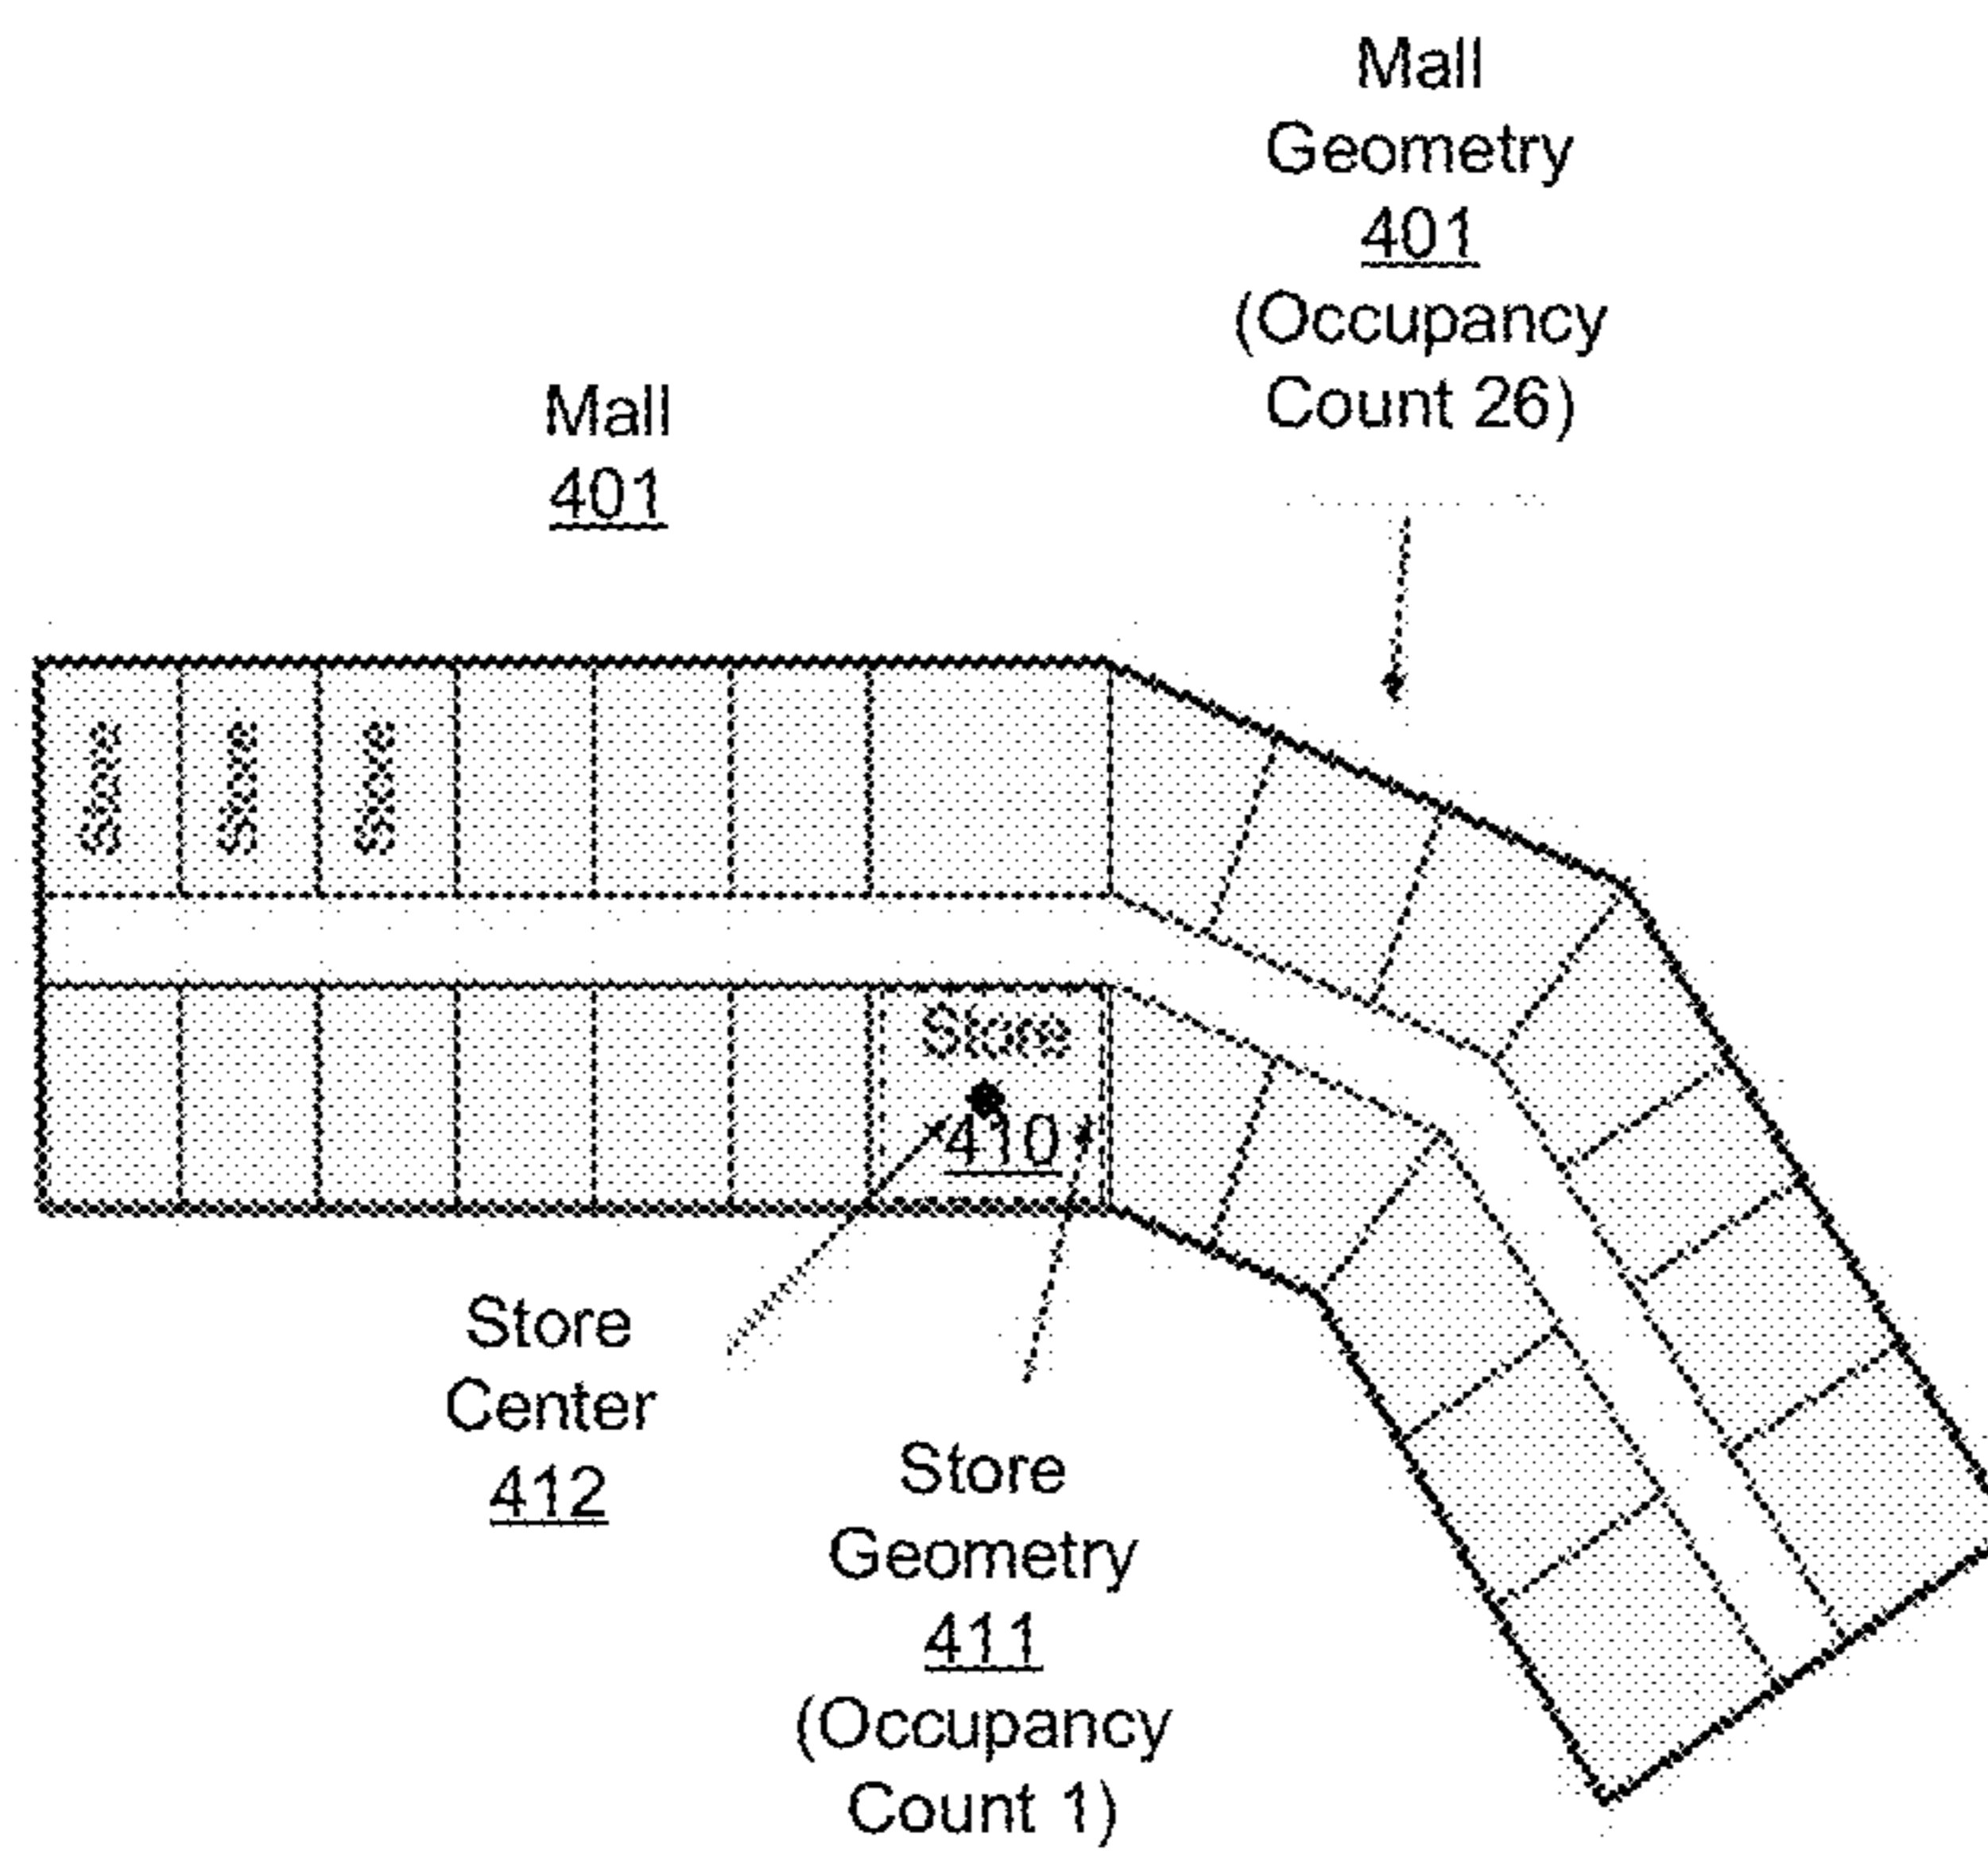 Mall
Geometry
401
(Occupancy
Count 26)
Mall
401
Store
Store
Store
Store
410
Store
Center
412
Store
Geometry
411
(Occupancy
Count 1)